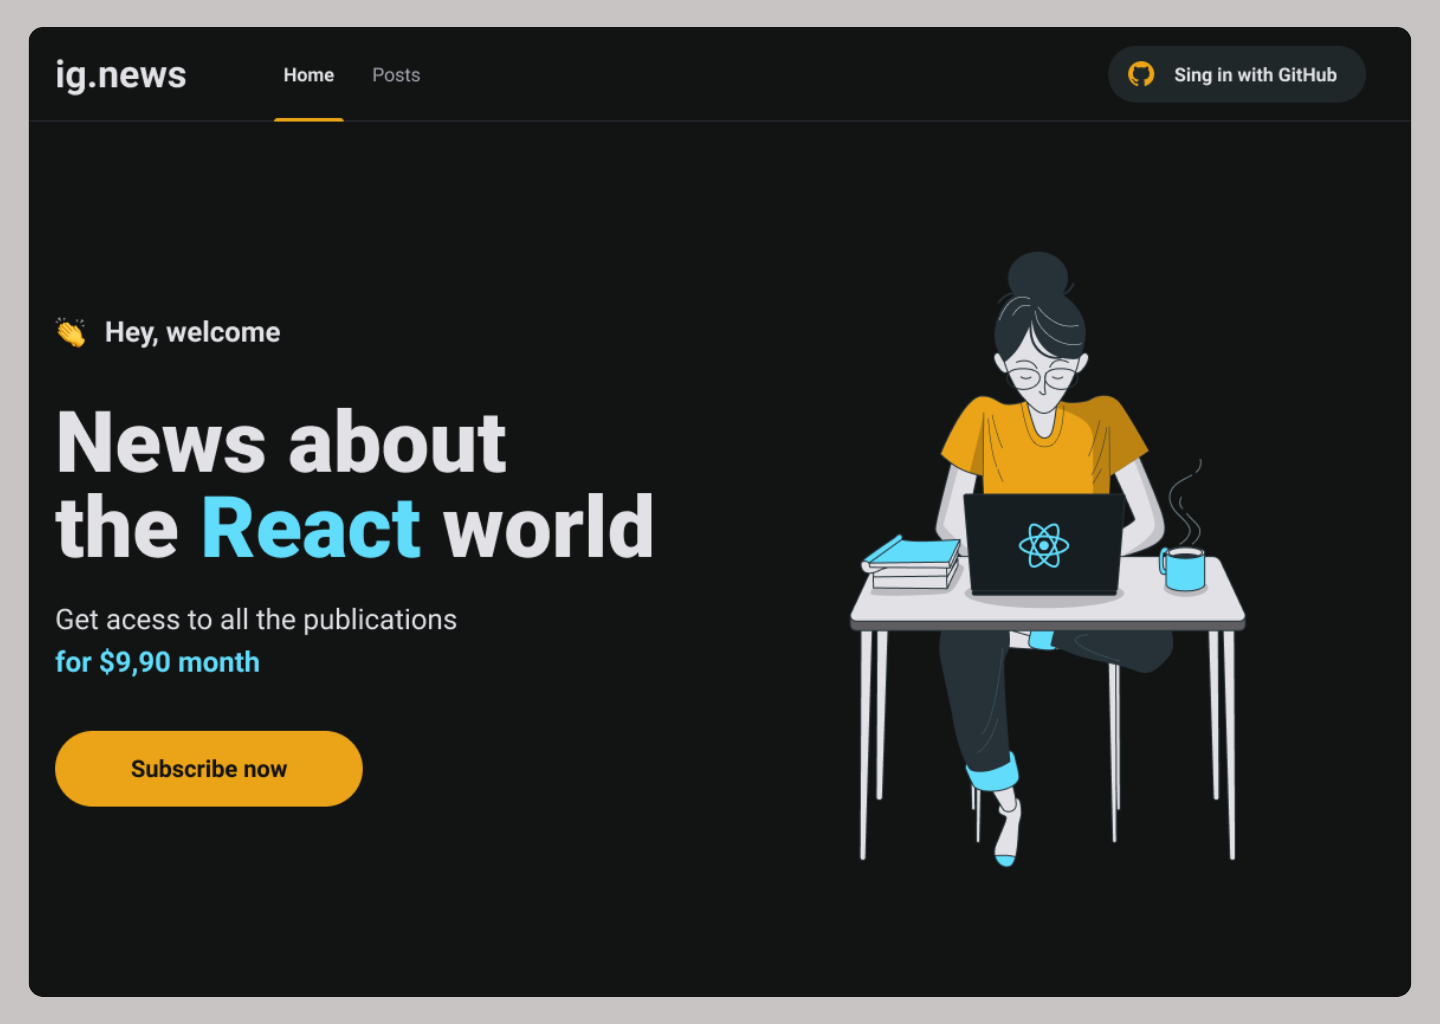 ig.news
Home
Posts
Sing in with GitHub
👏 Hey, welcome
News about
the React world
Get acess to all the publications
for $9,90 month
Subscribe now